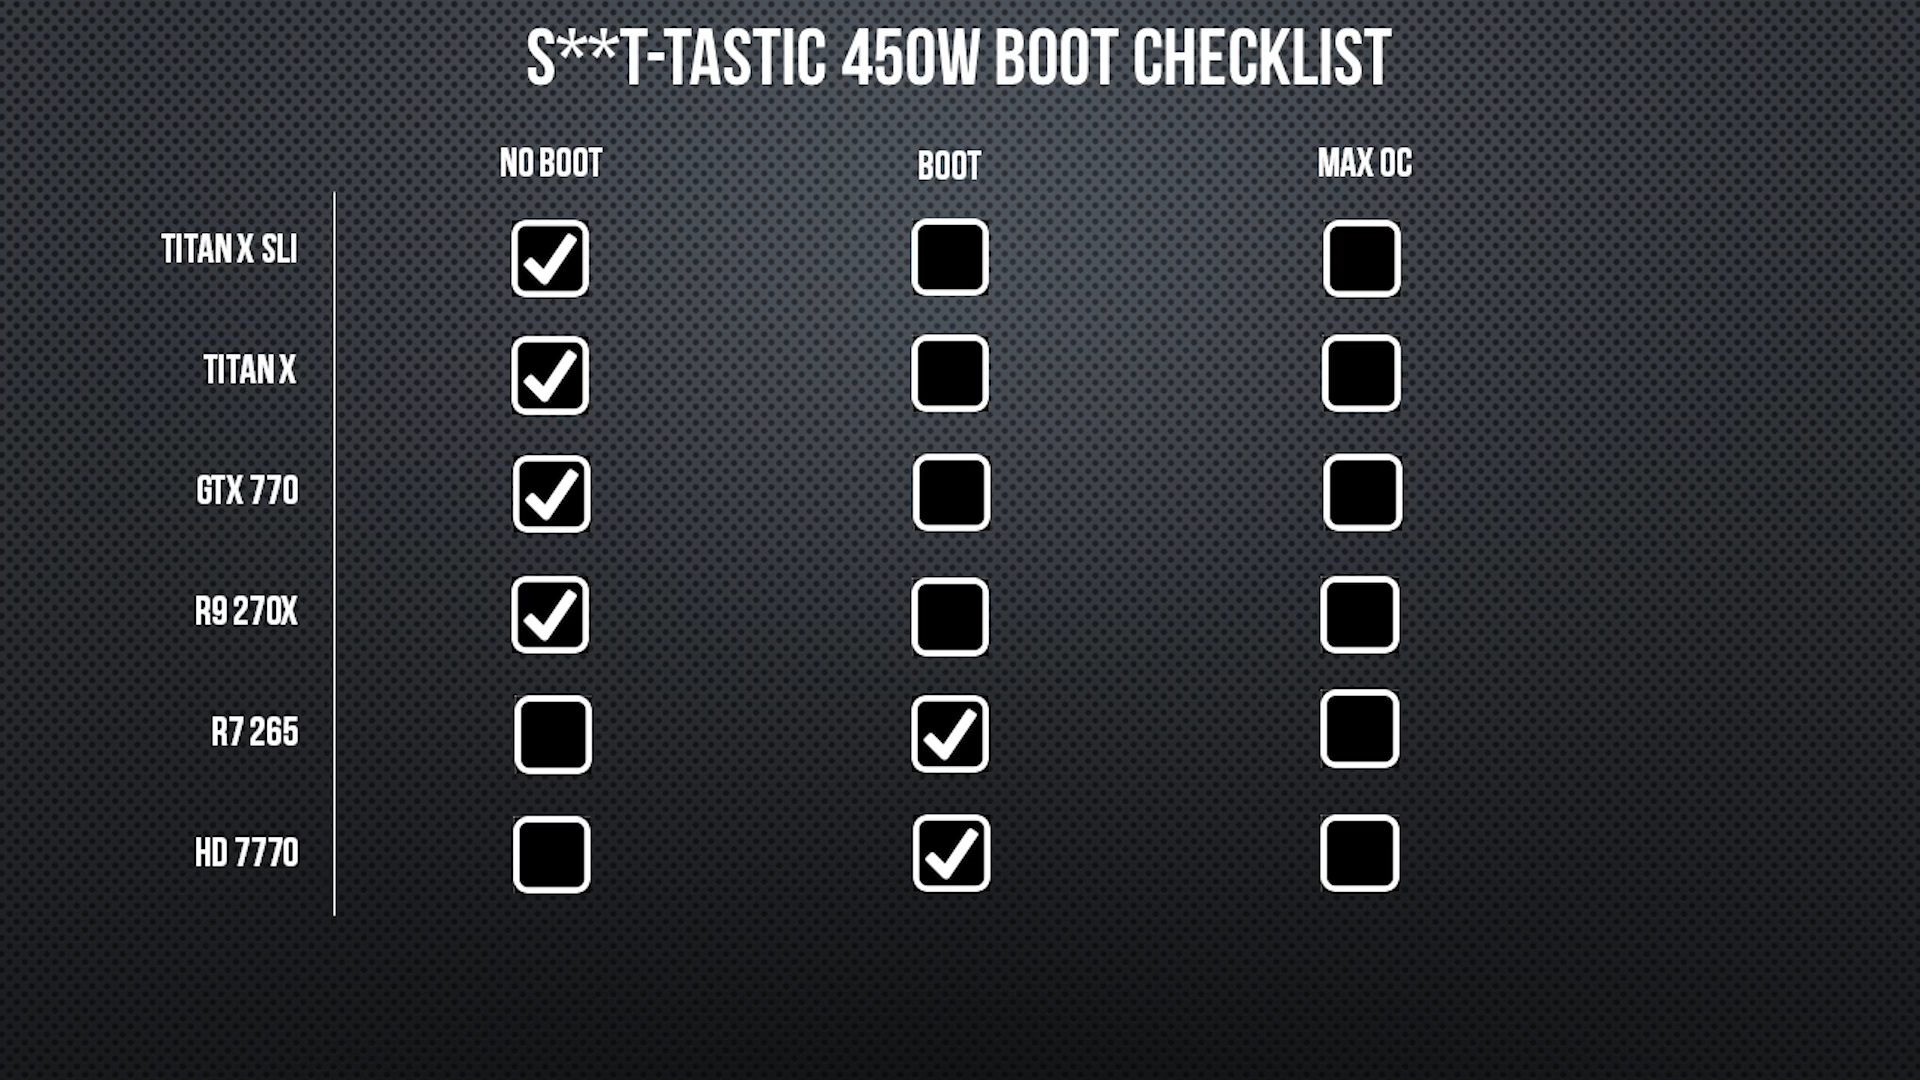 S**T-TASTIC 450W BOOT CHECKLIST
NO BOOT BOOT MAX OC
TITAN X SLI
TITAN X
GTX 770
R9 270X
R7 265
HD 7770